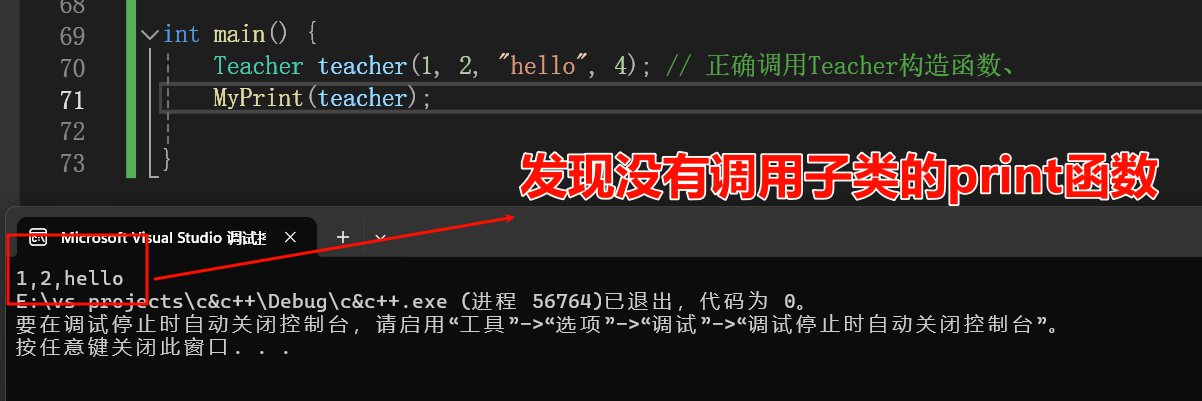 68
69 int main() {
70 Teacher teacher(1, 2, "hello", 4); // 正确调用Teacher构造函数、
71 MyPrint(teacher);
72
73 }
发现没有调用子类的print函数
Microsoft Visual Studio 调试控
1,2,hello
E:\vs projects\c&c++\Debug\c&c++.exe (进程 56764)已退出，代码为 0。
要在调试停止时自动关闭控制台，请启用“工具”->“选项”->“调试”->“调试停止时自动关闭控制台”。
按任意键关闭此窗口. . .